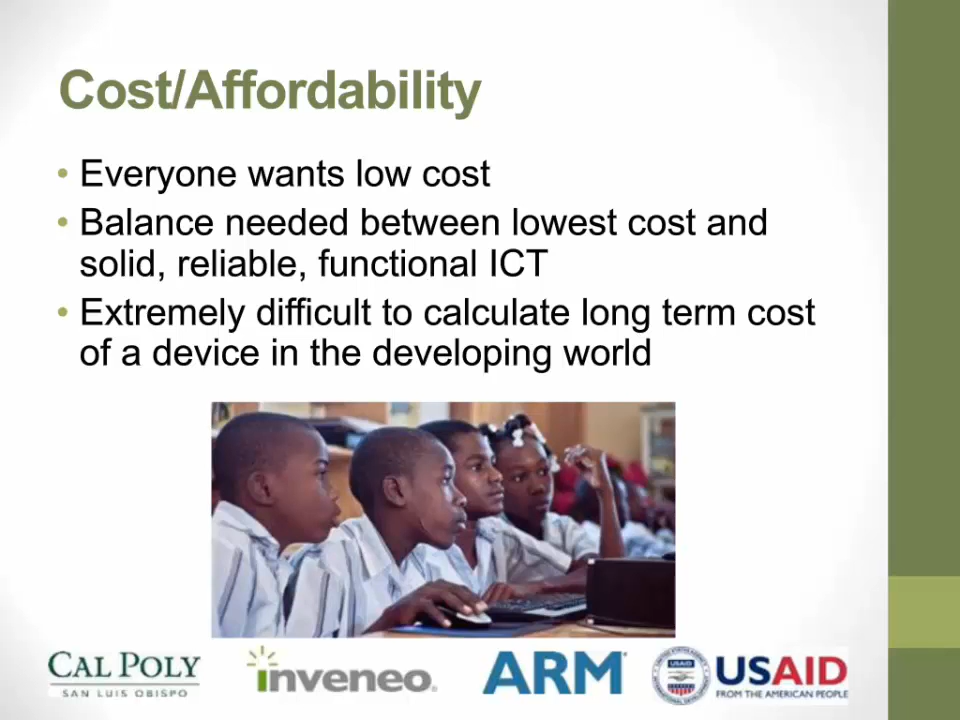 Cost/Affordability
• Everyone wants low cost
• Balance needed between lowest cost and
solid, reliable, functional ICT
• Extremely difficult to calculate long term cost
of a device in the developing world
CAL POLY
SAN LUIS OBISPO
inveneo.
ARM
USAID
USAID
FROM THE AMERICAN PEOPLE